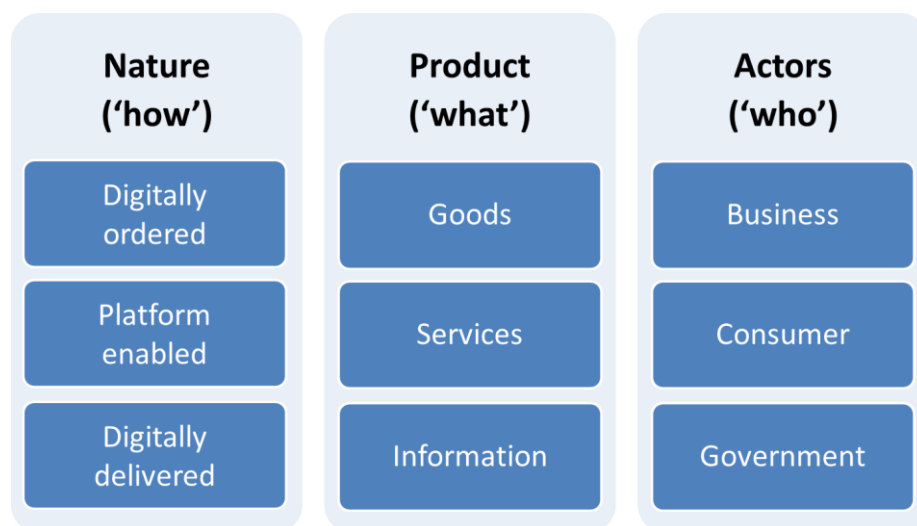 Nature
(‘how’)
Digitally
ordered
Platform
enabled
Digitally
delivered
Product
(‘what’)
Goods
Services
Information
Actors
(‘who’)
Business
Consumer
Government